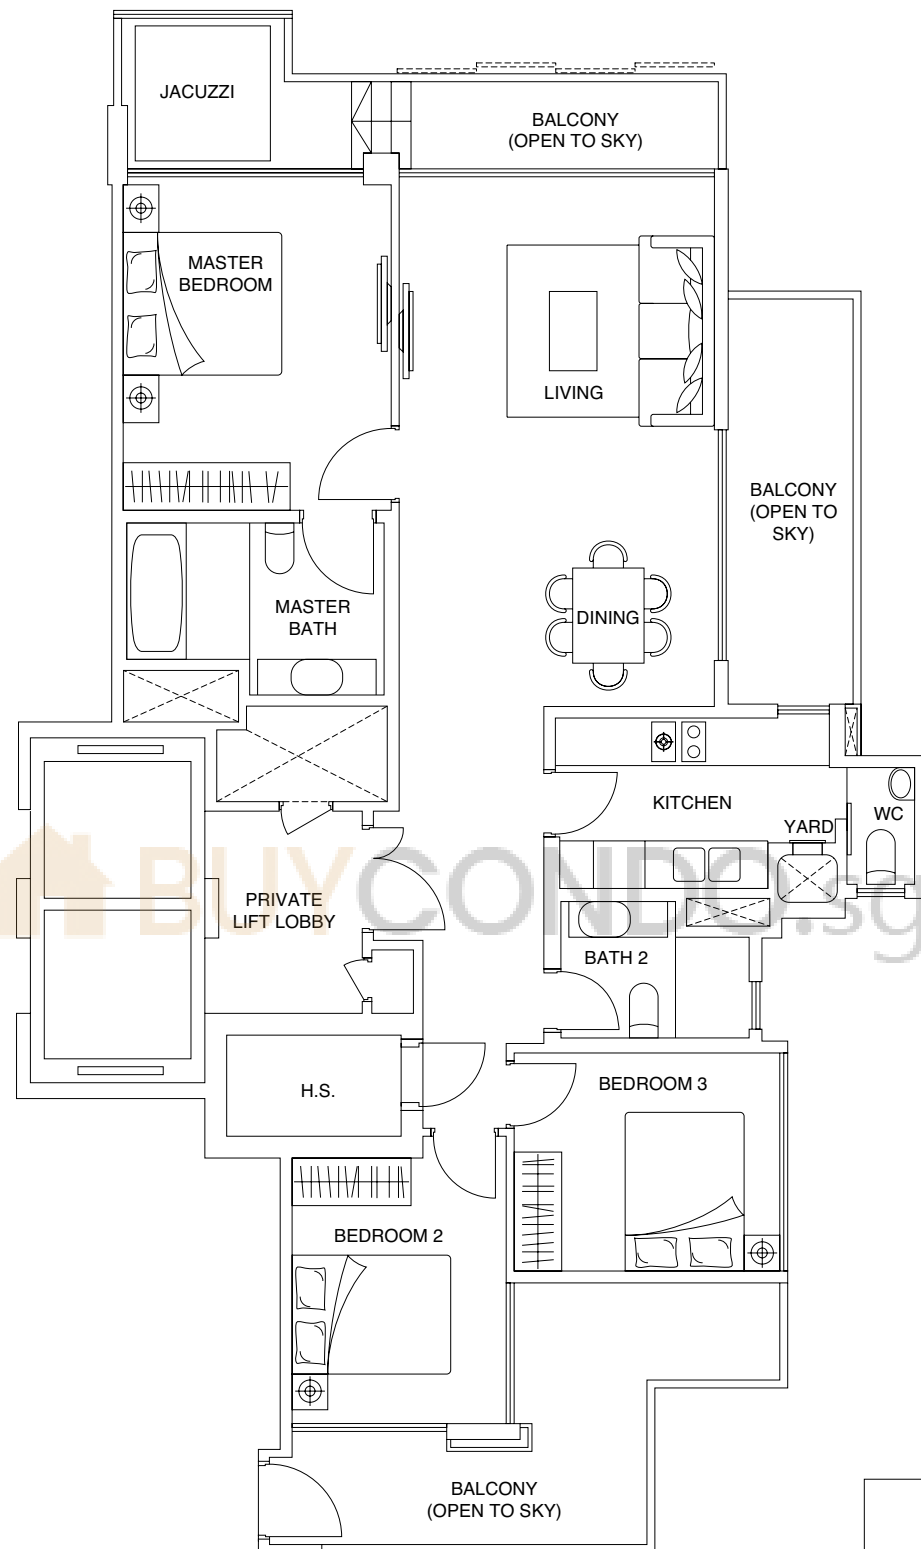 JACUZZI
BALCONY
(OPEN TO SKY)
MASTER
BEDROOM
LIVING
BALCONY
(OPEN TO
SKY)
MASTER
BATH
DINING
KITCHEN
YARD
WC
BUYCONDO.sg
PRIVATE
LIFT LOBBY
BATH 2
H.S.
BEDROOM 3
BEDROOM 2
BALCONY
(OPEN TO SKY)